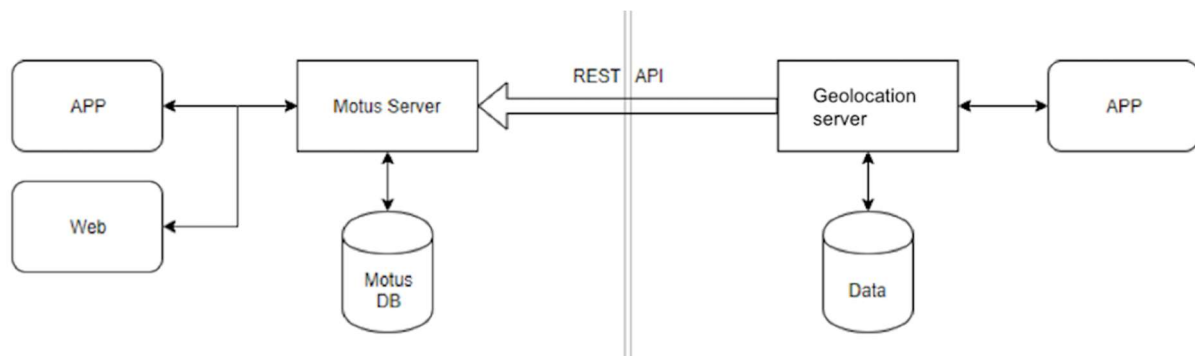 APP
Motus Server
REST API
Geolocation
server
APP
Web
Motus
DB
Data